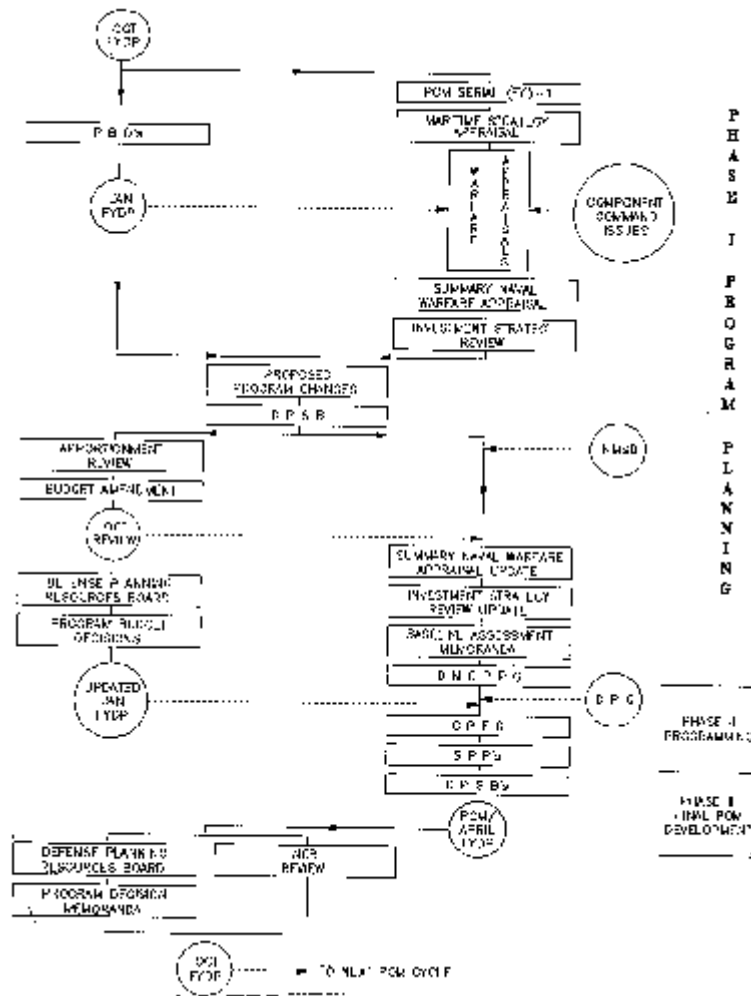 OCT
FYDP
POM SERIAL (FY)-1
MARITIME STRATEGY
APPRAISAL
P B D's
JAN
FYDP
WARFARE
APPRAISALS
COMPONENT
COMMAND
ISSUES
SUMMARY NAVAL
WARFARE APPRAISAL
INVESTMENT STRATEGY
REVIEW
PROPOSED
PROGRAM CHANGES
D P S B
APPORTIONMENT
REVIEW
BUDGET AMENDMENT
OCT
REVIEW
SUMMARY NAVAL WARFARE
APPRAISAL UPDATE
DEFENSE PLANNING
RESOURCES BOARD
INVESTMENT STRATEGY
REVIEW UPDATE
PROGRAM BUDGET
DECISIONS
BASELINE ASSESSMENT
MEMORANDA
UPDATED
JAN
FYDP
D P G
S P P's
D P S B's
POM/
APRIL
FYDP
DEFENSE PLANNING
RESOURCES BOARD
REVIEW
PROGRAM DECISION
MEMORANDA
OCT
FYDP
TO NEXT POM CYCLE
PHASE I PROGRAM PLANNING
PHASE II
PROGRAMMING
FINAL POM
DEVELOPMENT